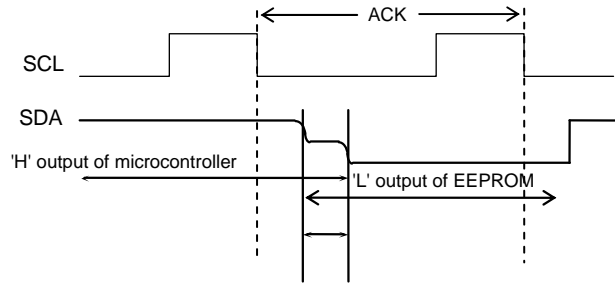 ACK
SCL
SDA
'H' output of microcontroller
'L' output of EEPROM